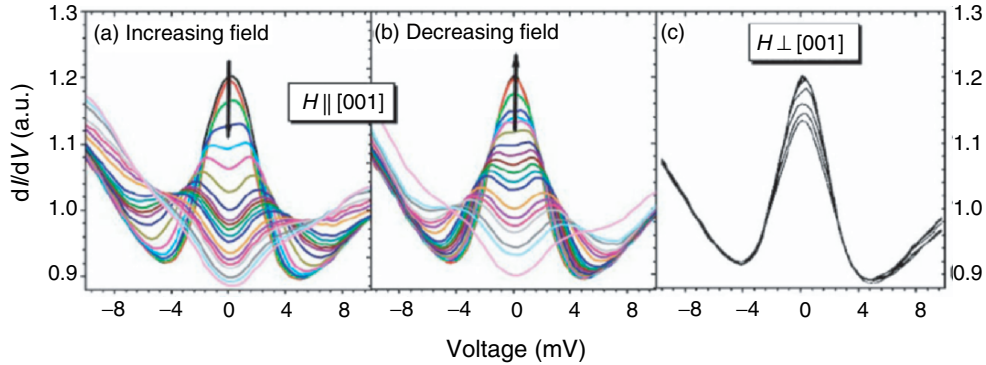 (a) Increasing field
(b) Decreasing field
(c)
H ∥ [001]
H ⊥ [001]
dI/dV (a.u.)
1.3
1.2
1.1
1.0
0.9
1.3
1.2
1.1
1.0
0.9
−8 −4 0 4 8
−8 −4 0 4 8
−8 −4 0 4 8
Voltage (mV)